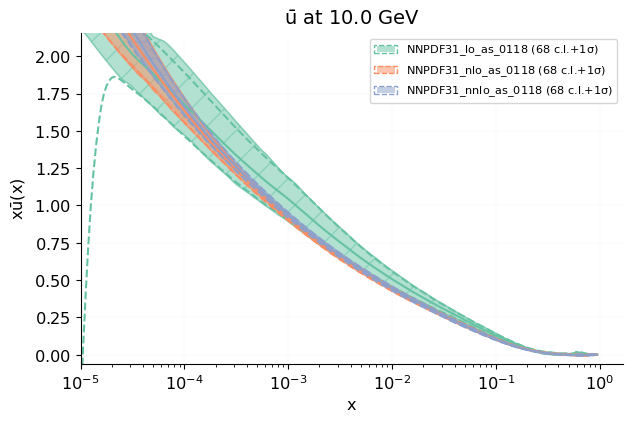 ū at 10.0 GeV
NNPDF31_lo_as_0118 (68 c.l.+1σ)
NNPDF31_nlo_as_0118 (68 c.l.+1σ)
NNPDF31_nnlo_as_0118 (68 c.l.+1σ)
xū(x)
2.00
1.75
1.50
1.25
1.00
0.75
0.50
0.25
0.00
10⁻⁵ 10⁻⁴ 10⁻³ 10⁻² 10⁻¹ 10⁰
x